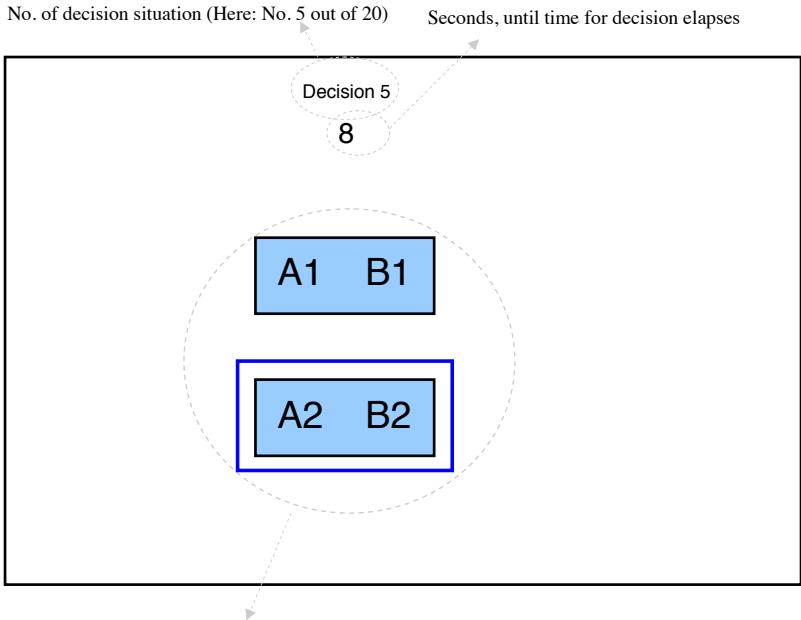 No. of decision situation (Here: No. 5 out of 20)
Seconds, until time for decision elapses
Decision 5
8
A1 B1
A2 B2